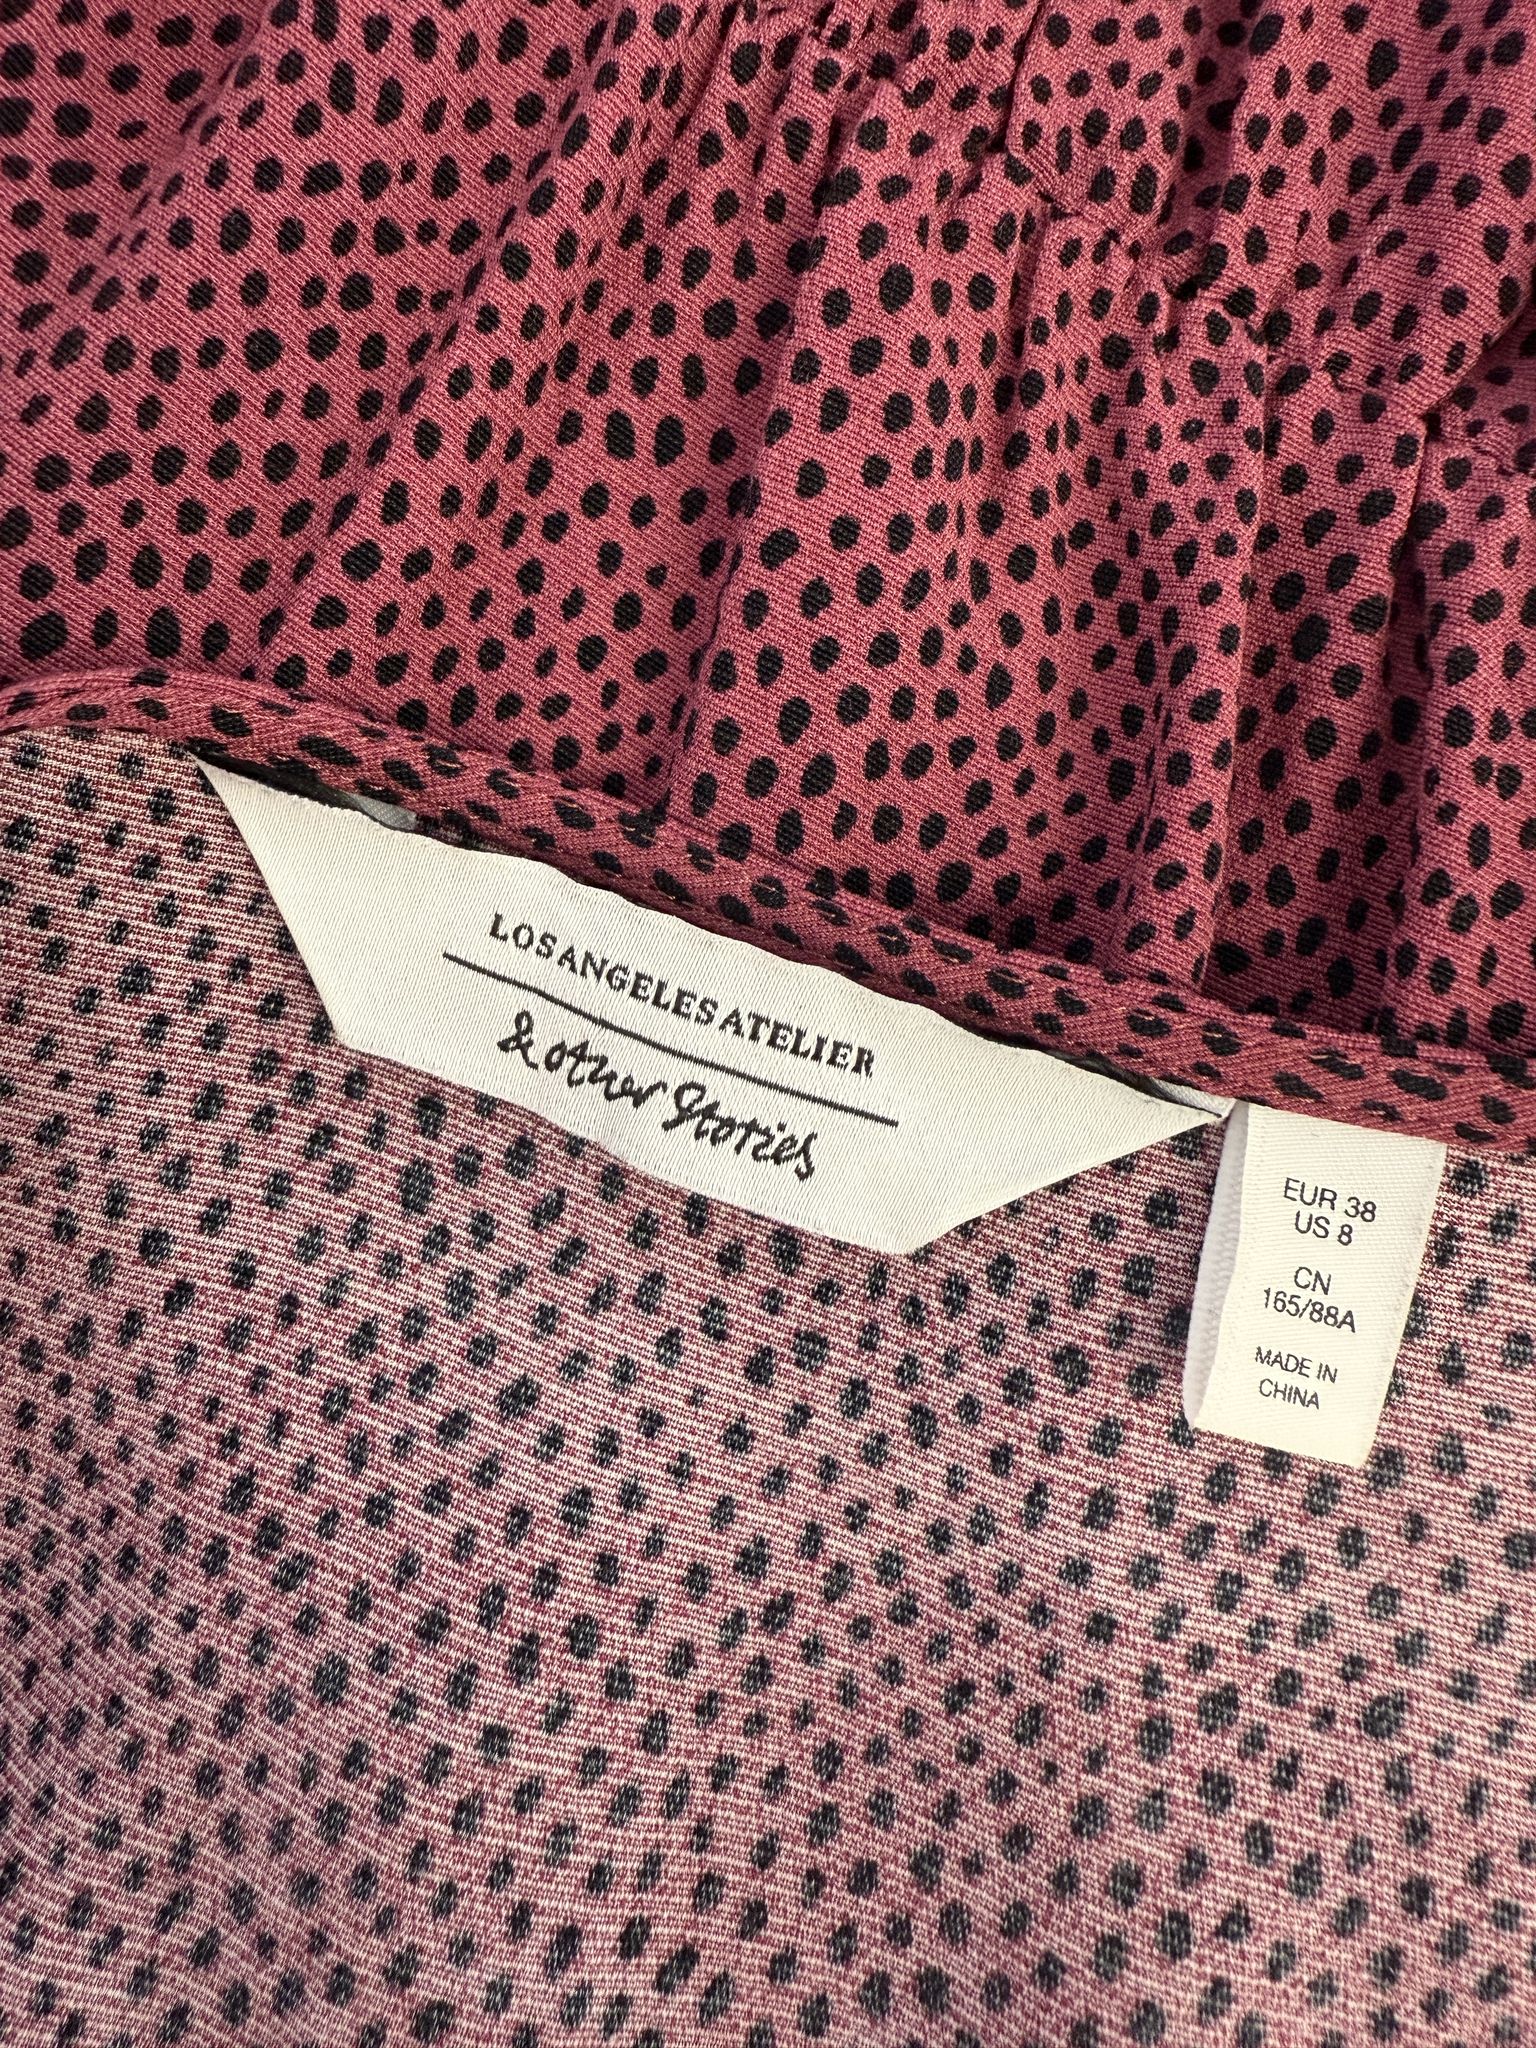 LOS ANGELES ATELIER
& other Stories
EUR 38
US 8
CN
165/88A
MADE IN
CHINA